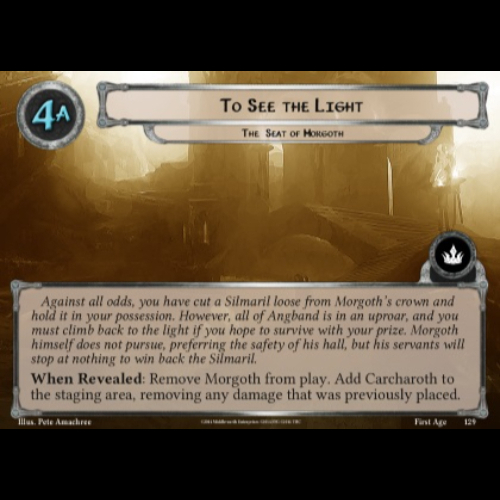 4A
To See the Light
The Seat of Morgoth
Against all odds, you have cut a Silmaril loose from Morgoth's crown and
hold it in your possession. However, all of Angband is in an uproar, and you
must climb back to the light if you hope to survive with your prize. Morgoth
himself does not pursue, preferring the safety of his hall, but his servants will
stop at nothing to win back the Silmaril.
When Revealed: Remove Morgoth from play. Add Carcharoth to
the staging area, removing any damage that was previously placed.
Illus. Pete Amachree
First Age 129